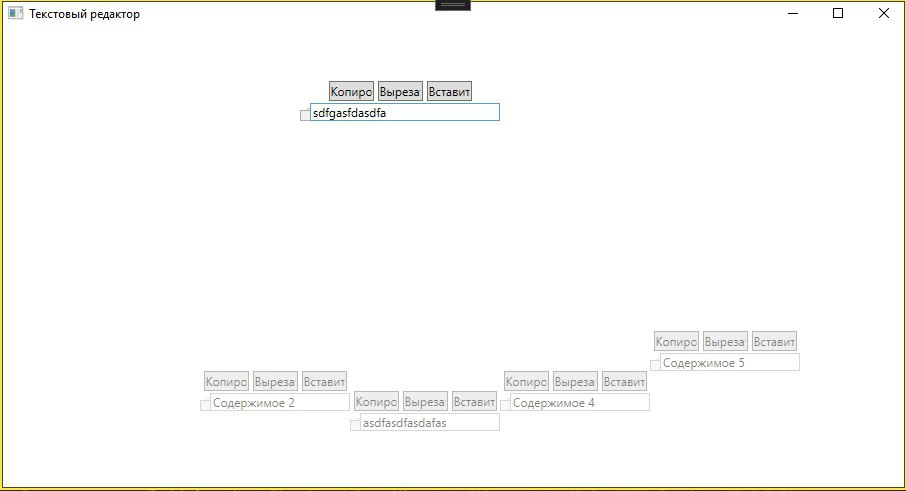 Текстовый редактор
Копиро Выреза Вставит
sdfgasfdasdfa
Копиро Выреза Вставит
Содержимое 5
Копиро Выреза Вставит
Содержимое 2
Копиро Выреза Вставит
Содержимое 4
Копиро Выреза Вставит
asdfasdfasdafas